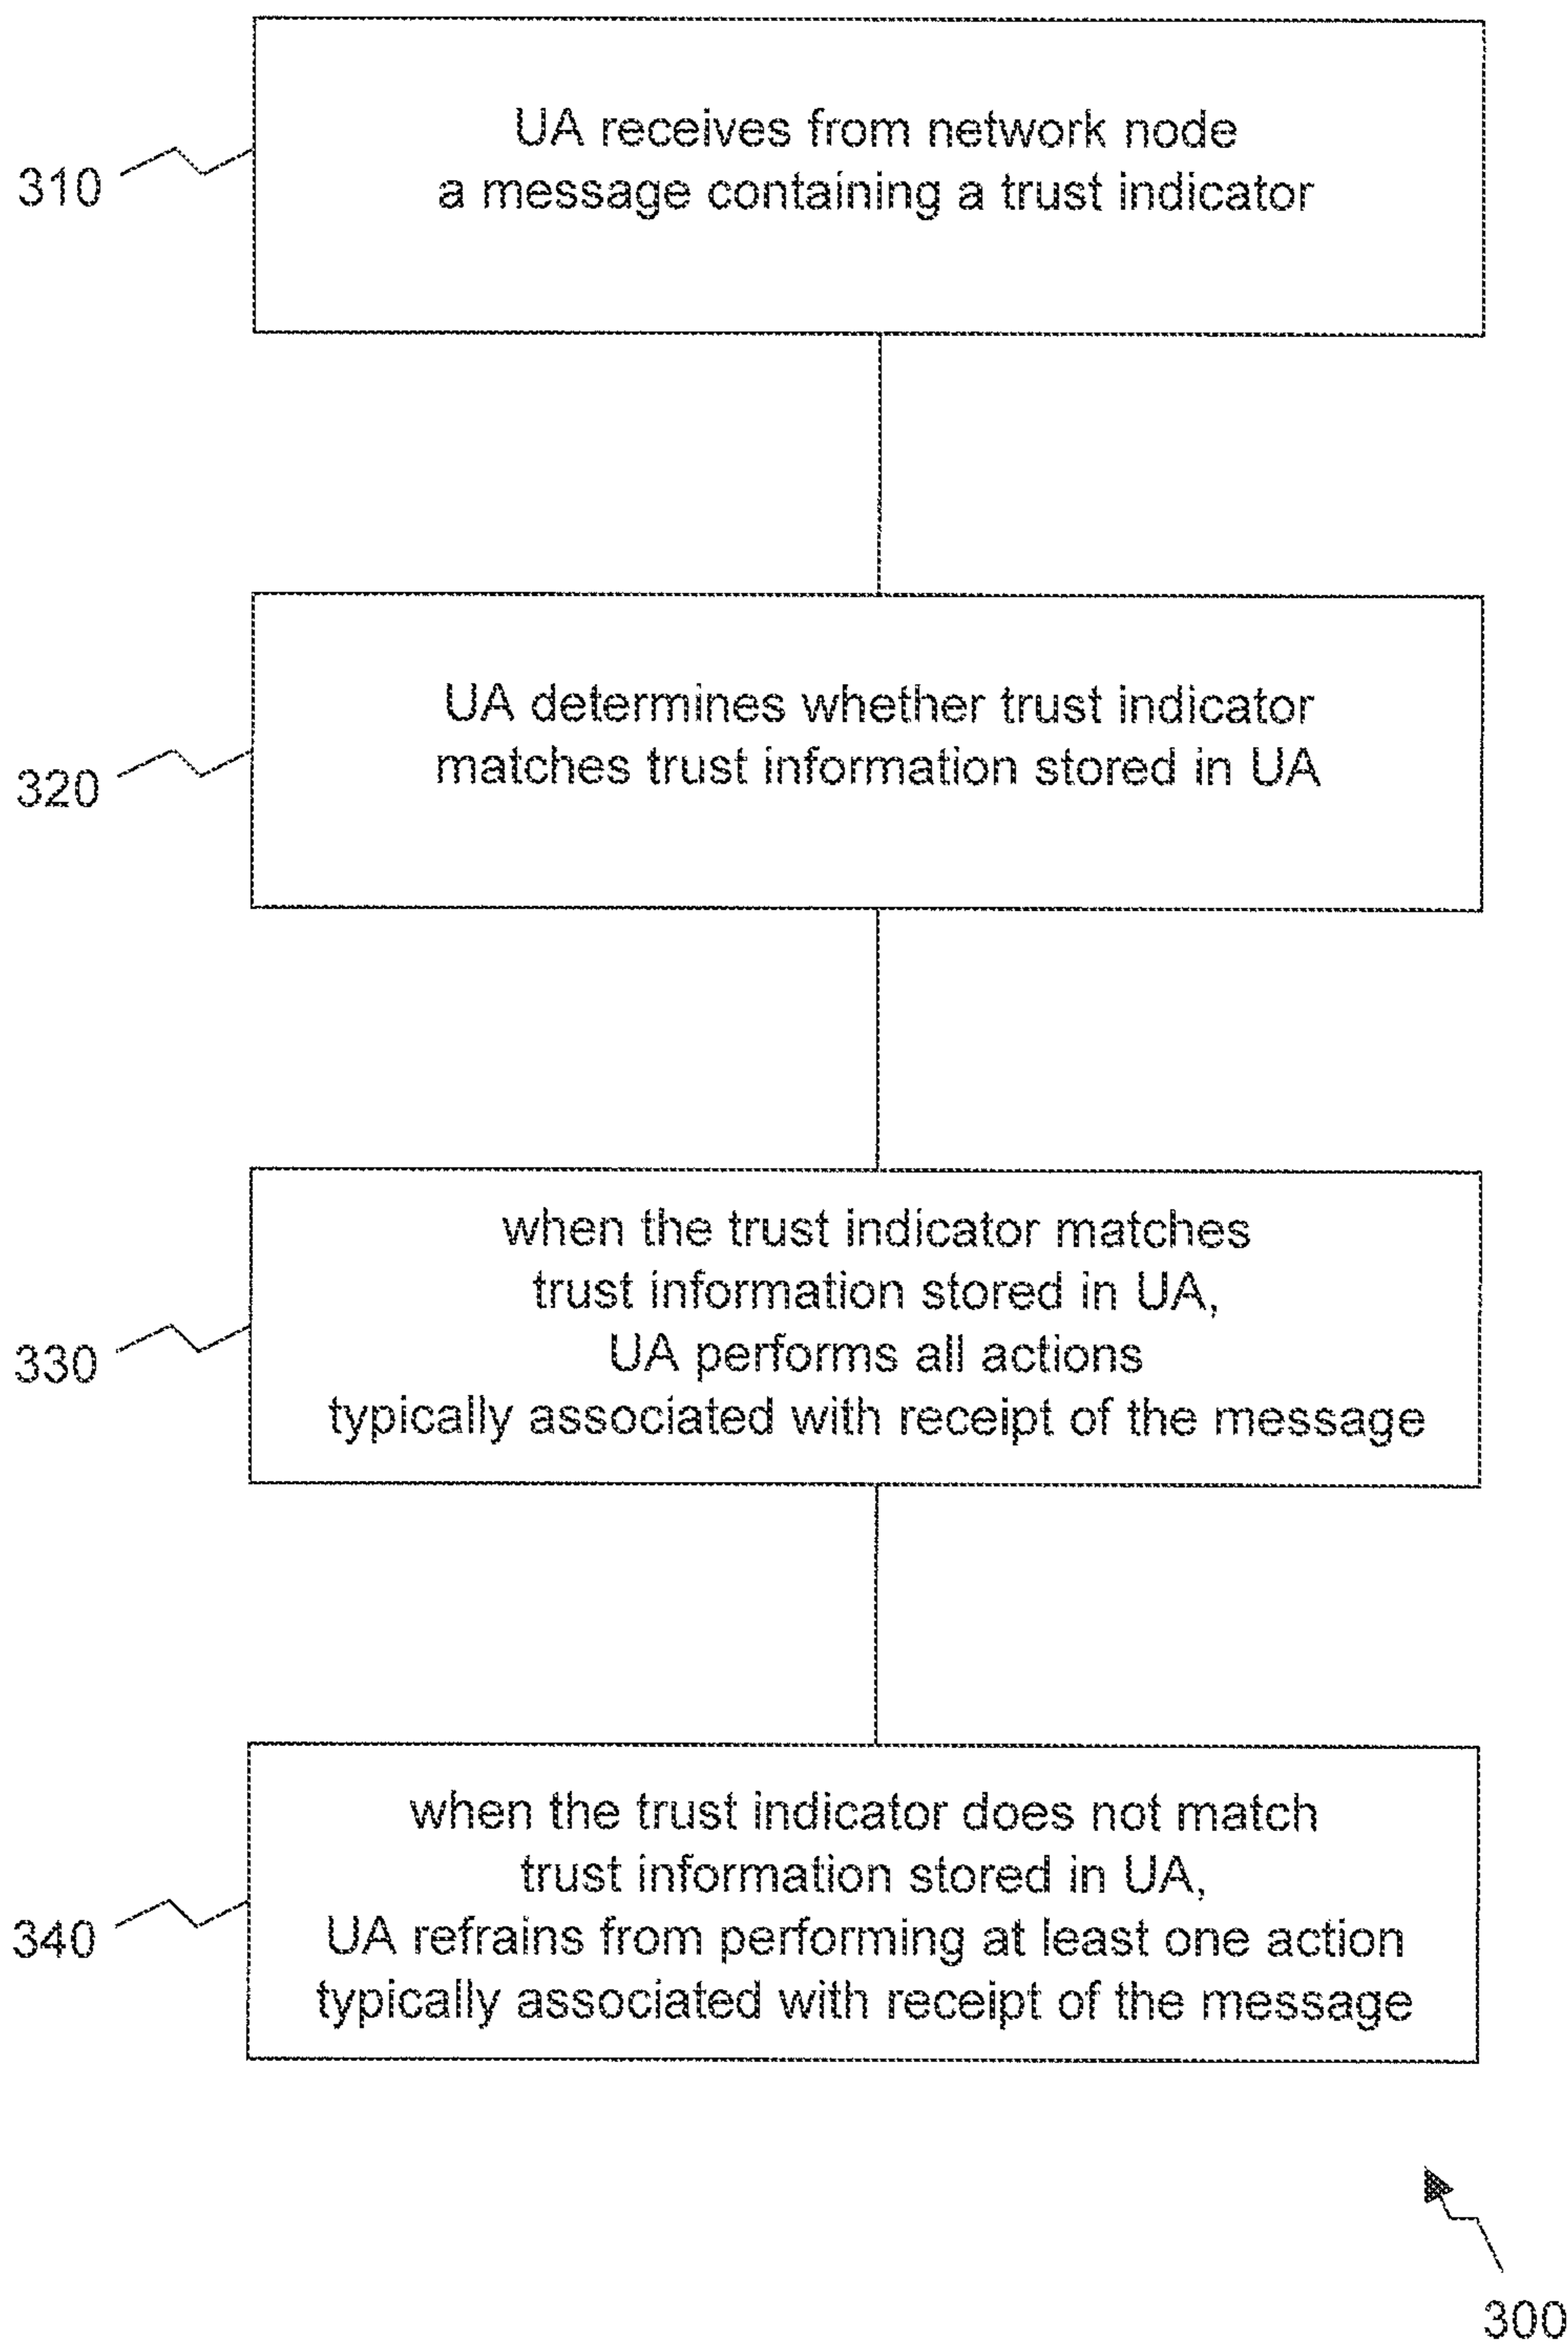 UA receives from network node
a message containing a trust indicator
310
UA determines whether trust indicator
matches trust information stored in UA
320
when the trust indicator matches
trust information stored in UA,
UA performs all actions
typically associated with receipt of the message
330
when the trust indicator does not match
trust information stored in UA,
UA refrains from performing at least one action
typically associated with receipt of the message
340
300